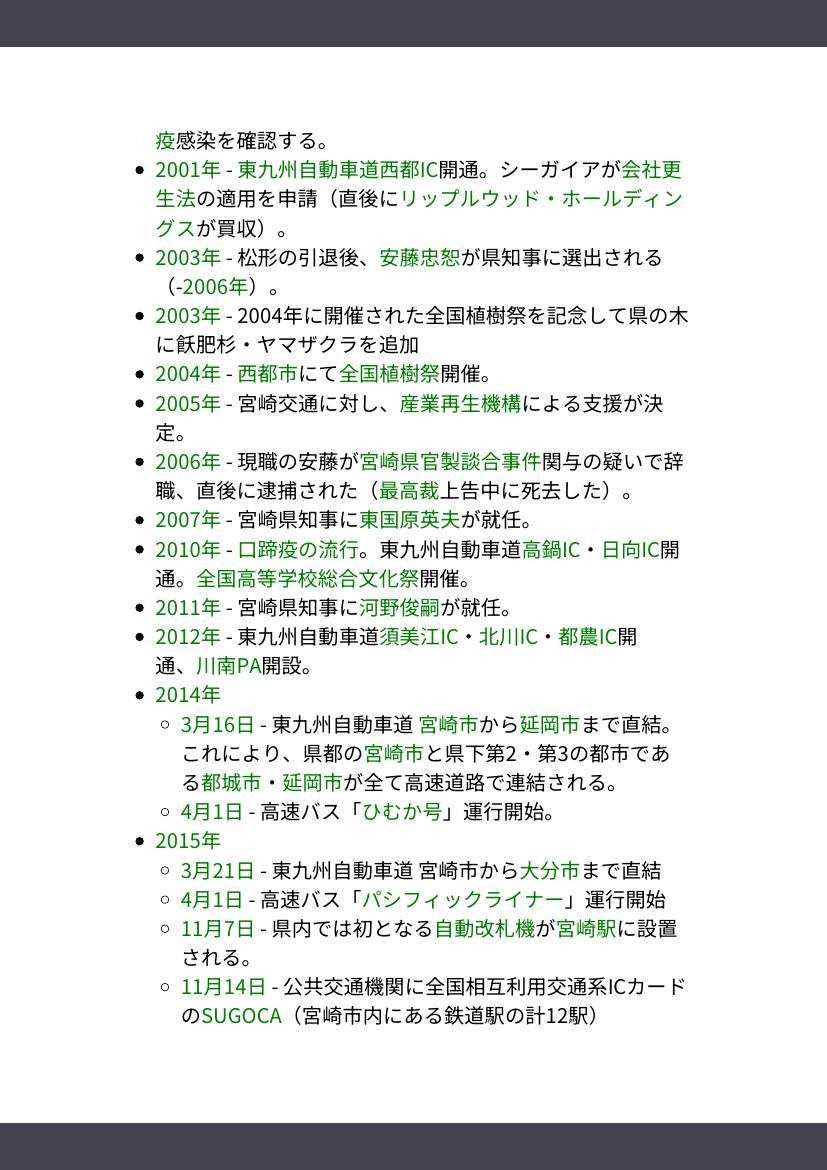 疫感染を確認する。
• 2001年 - 東九州自動車道西都IC開通。シーガイアが会社更
生法の適用を申請（直後にリップルウッド・ホールディン
グスが買収）。
• 2003年 - 松形の引退後、安藤忠恕が県知事に選出される
（-2006年）。
• 2003年 - 2004年に開催された全国植樹祭を記念して県の木
に飫肥杉・ヤマザクラを追加
• 2004年 - 西都市にて全国植樹祭開催。
• 2005年 - 宮崎交通に対し、産業再生機構による支援が決
定。
• 2006年 - 現職の安藤が宮崎県官製談合事件関与の疑いで辞
職、直後に逮捕された（最高裁上告中に死去した）。
• 2007年 - 宮崎県知事に東国原英夫が就任。
• 2010年 - 口蹄疫の流行。東九州自動車道高鍋IC・日向IC開
通。全国高等学校総合文化祭開催。
• 2011年 - 宮崎県知事に河野俊嗣が就任。
• 2012年 - 東九州自動車道須美江IC・北川IC・都農IC開
通、川南PA開設。
• 2014年
◦ 3月16日 - 東九州自動車道 宮崎市から延岡市まで直結。
これにより、県都の宮崎市と県下第2・第3の都市であ
る都城市・延岡市が全て高速道路で連結される。
◦ 4月1日 - 高速バス「ひむか号」運行開始。
• 2015年
◦ 3月21日 - 東九州自動車道 宮崎市から大分市まで直結
◦ 4月1日 - 高速バス「パシフィックライナー」運行開始
◦ 11月7日 - 県内では初となる自動改札機が宮崎駅に設置
される。
◦ 11月14日 - 公共交通機関に全国相互利用交通系ICカード
のSUGOCA（宮崎市内にある鉄道駅の計12駅）